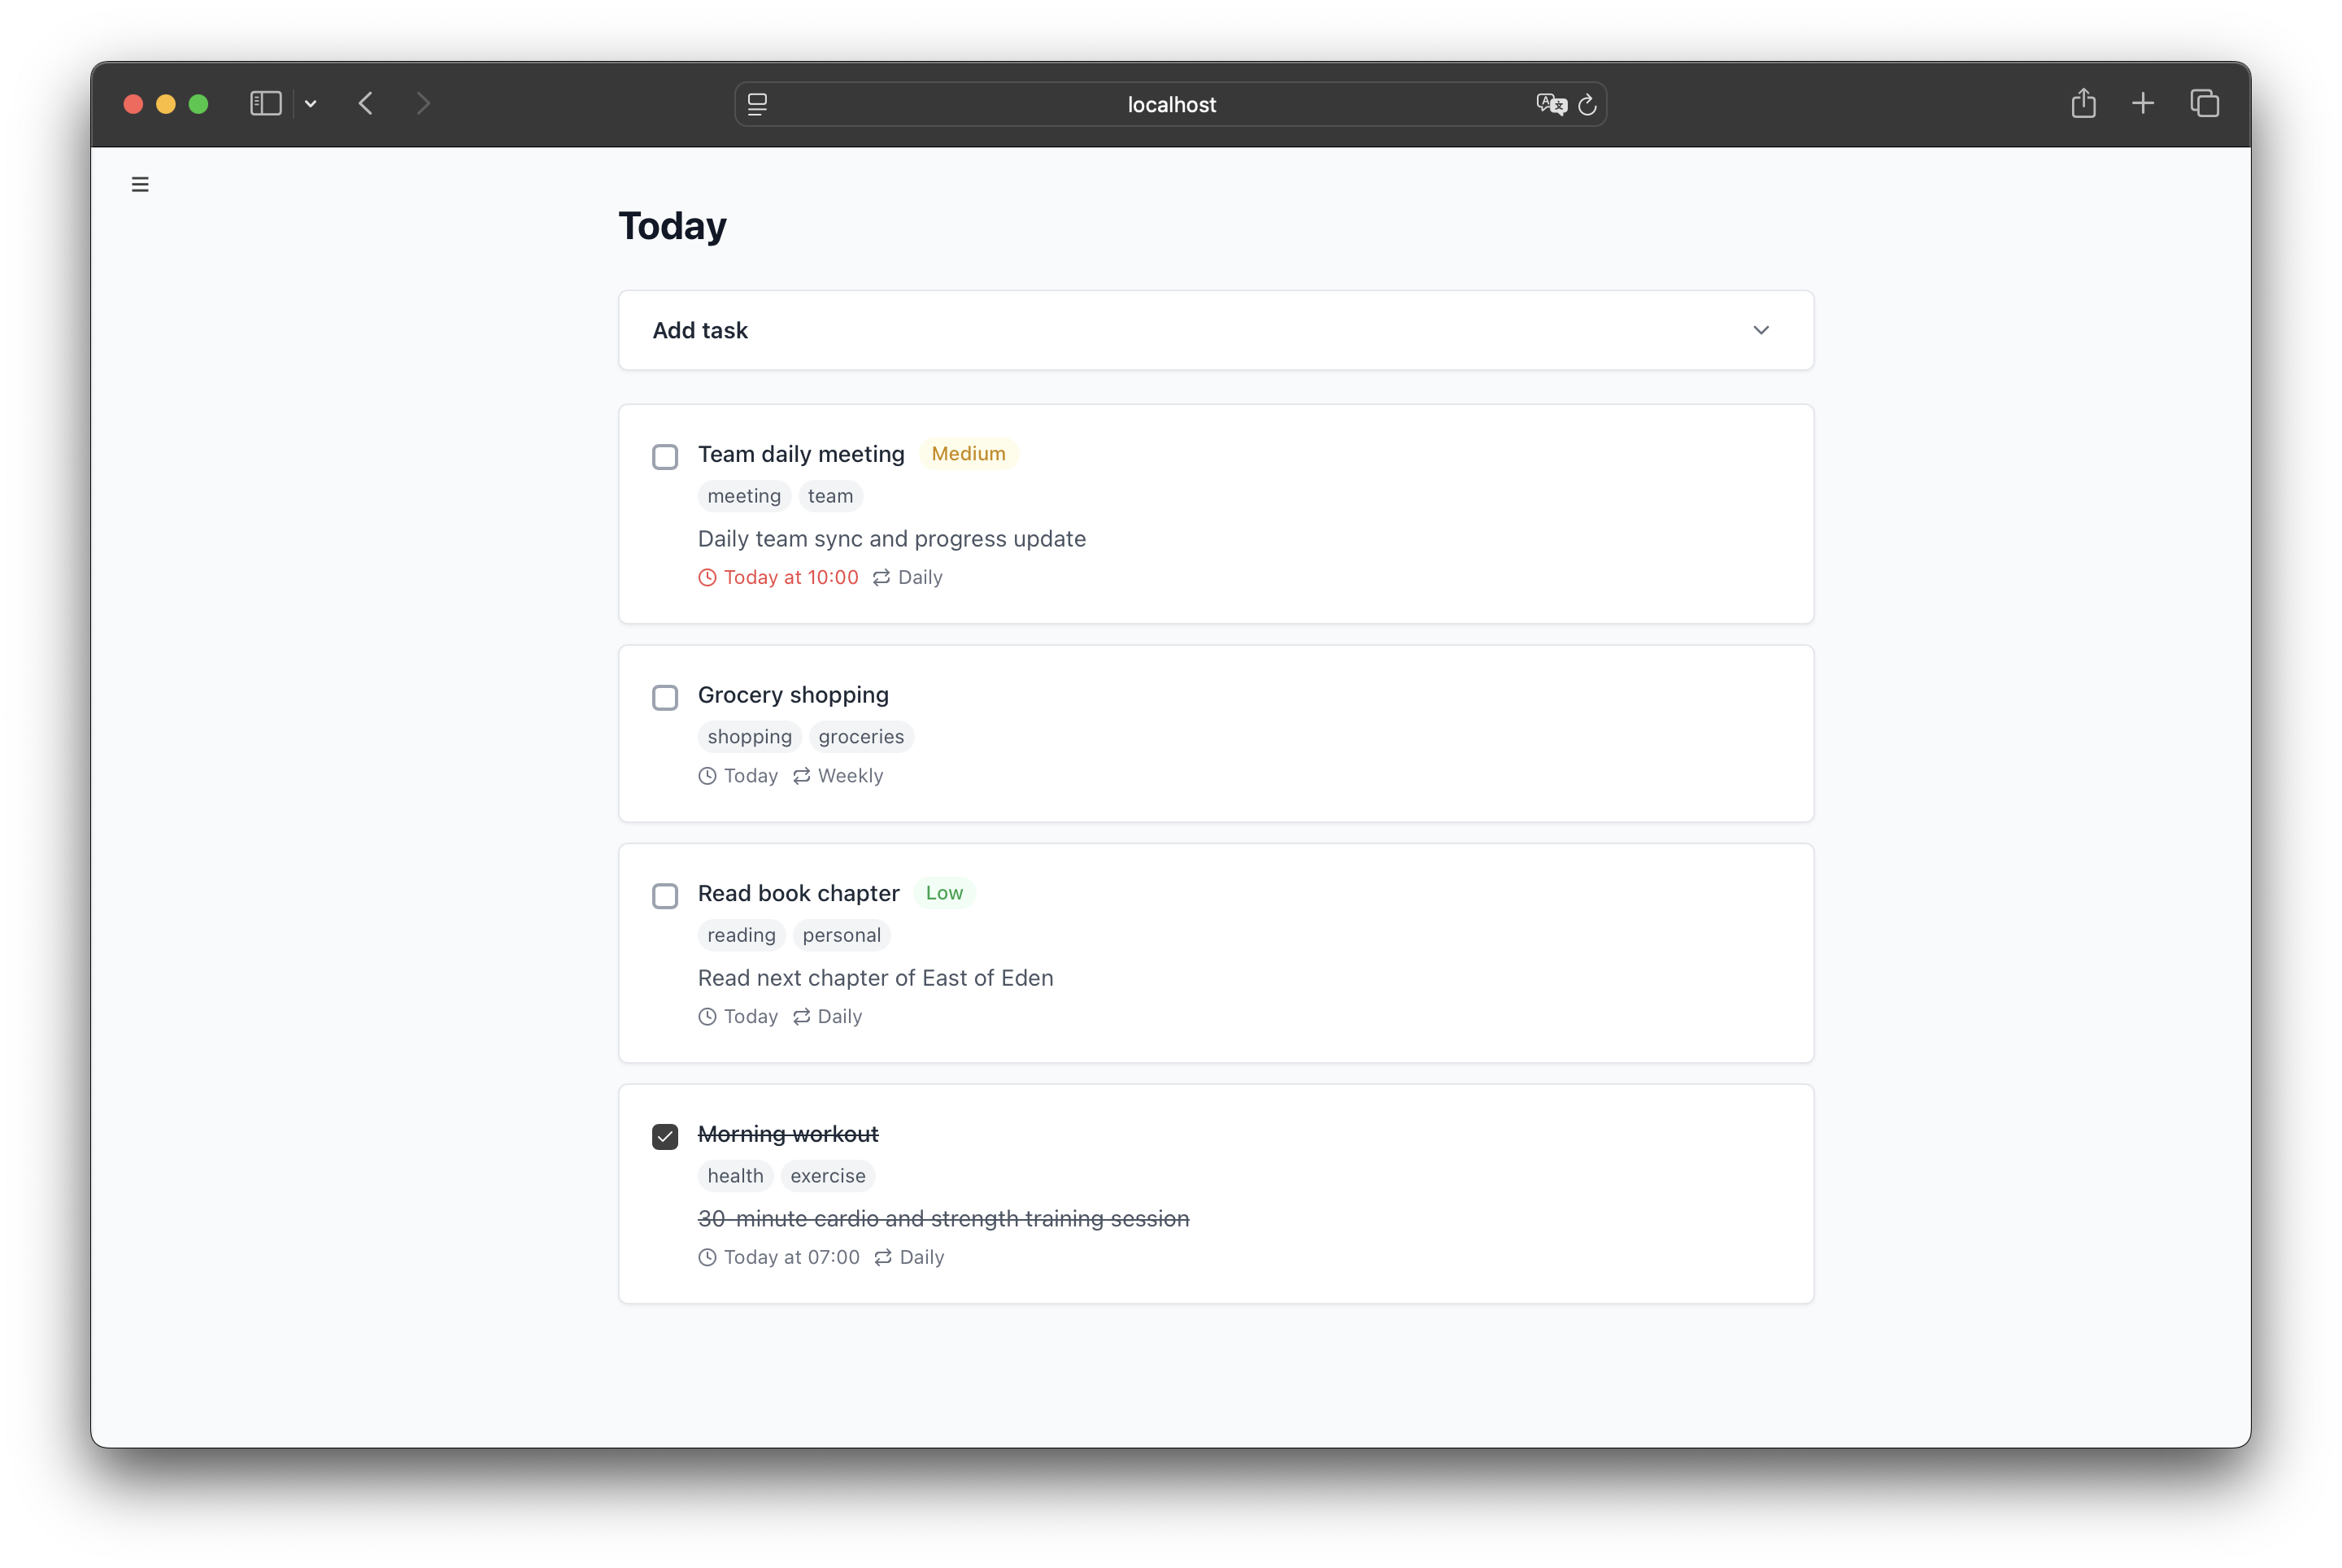 localhost
Today
Add task
Team daily meeting Medium
meeting team
Daily team sync and progress update
Today at 10:00 Daily
Grocery shopping
shopping groceries
Today Weekly
Read book chapter Low
reading personal
Read next chapter of East of Eden
Today Daily
Morning workout
health exercise
30-minute cardio and strength training session
Today at 07:00 Daily